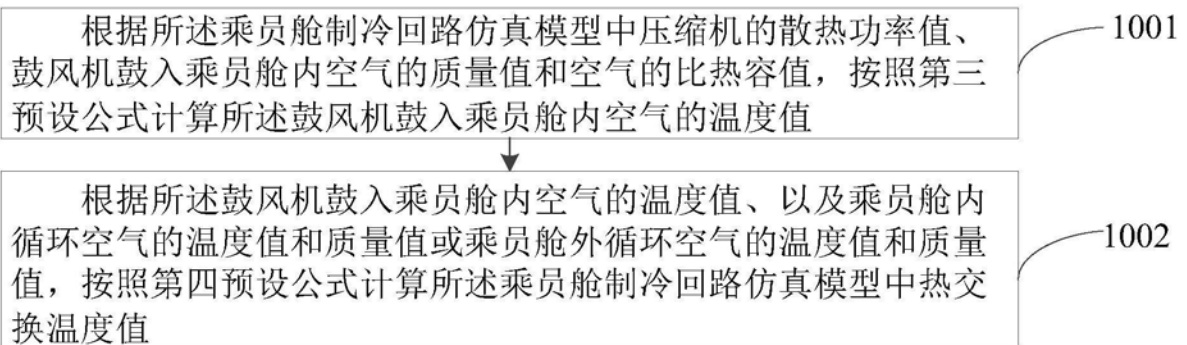 根据所述乘员舱制冷回路仿真模型中压缩机的散热功率值、
1001
鼓风机鼓入乘员舱内空气的质量值和空气的比热容值，按照第三
预设公式计算所述鼓风机鼓入乘员舱内空气的温度值
根据所述鼓风机鼓入乘员舱内空气的温度值、以及乘员舱内
循环空气的温度值和质量值或乘员舱外循环空气的温度值和质量
1002
值，按照第四预设公式计算所述乘员舱制冷回路仿真模型中热交
换温度值